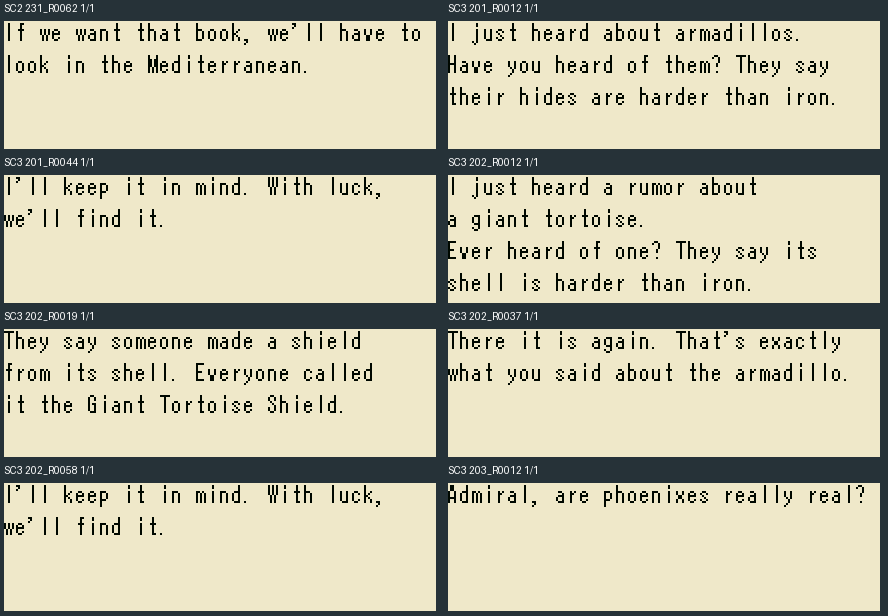 SC2 231_R0062 1/1
If we want that book, we'll have to
look in the Mediterranean.
SC3 201_R0012 1/1
I just heard about armadillos.
Have you heard of them? They say
their hides are harder than iron.
SC3 201_R0044 1/1
I'll keep it in mind. With luck,
we'll find it.
SC3 202_R0012 1/1
I just heard a rumor about
a giant tortoise.
Ever heard of one? They say its
shell is harder than iron.
SC3 202_R0019 1/1
They say someone made a shield
from its shell. Everyone called
it the Giant Tortoise Shield.
SC3 202_R0037 1/1
There it is again. That's exactly
what you said about the armadillo.
SC3 202_R0058 1/1
I'll keep it in mind. With luck,
we'll find it.
SC3 203_R0012 1/1
Admiral, are phoenixes really real?